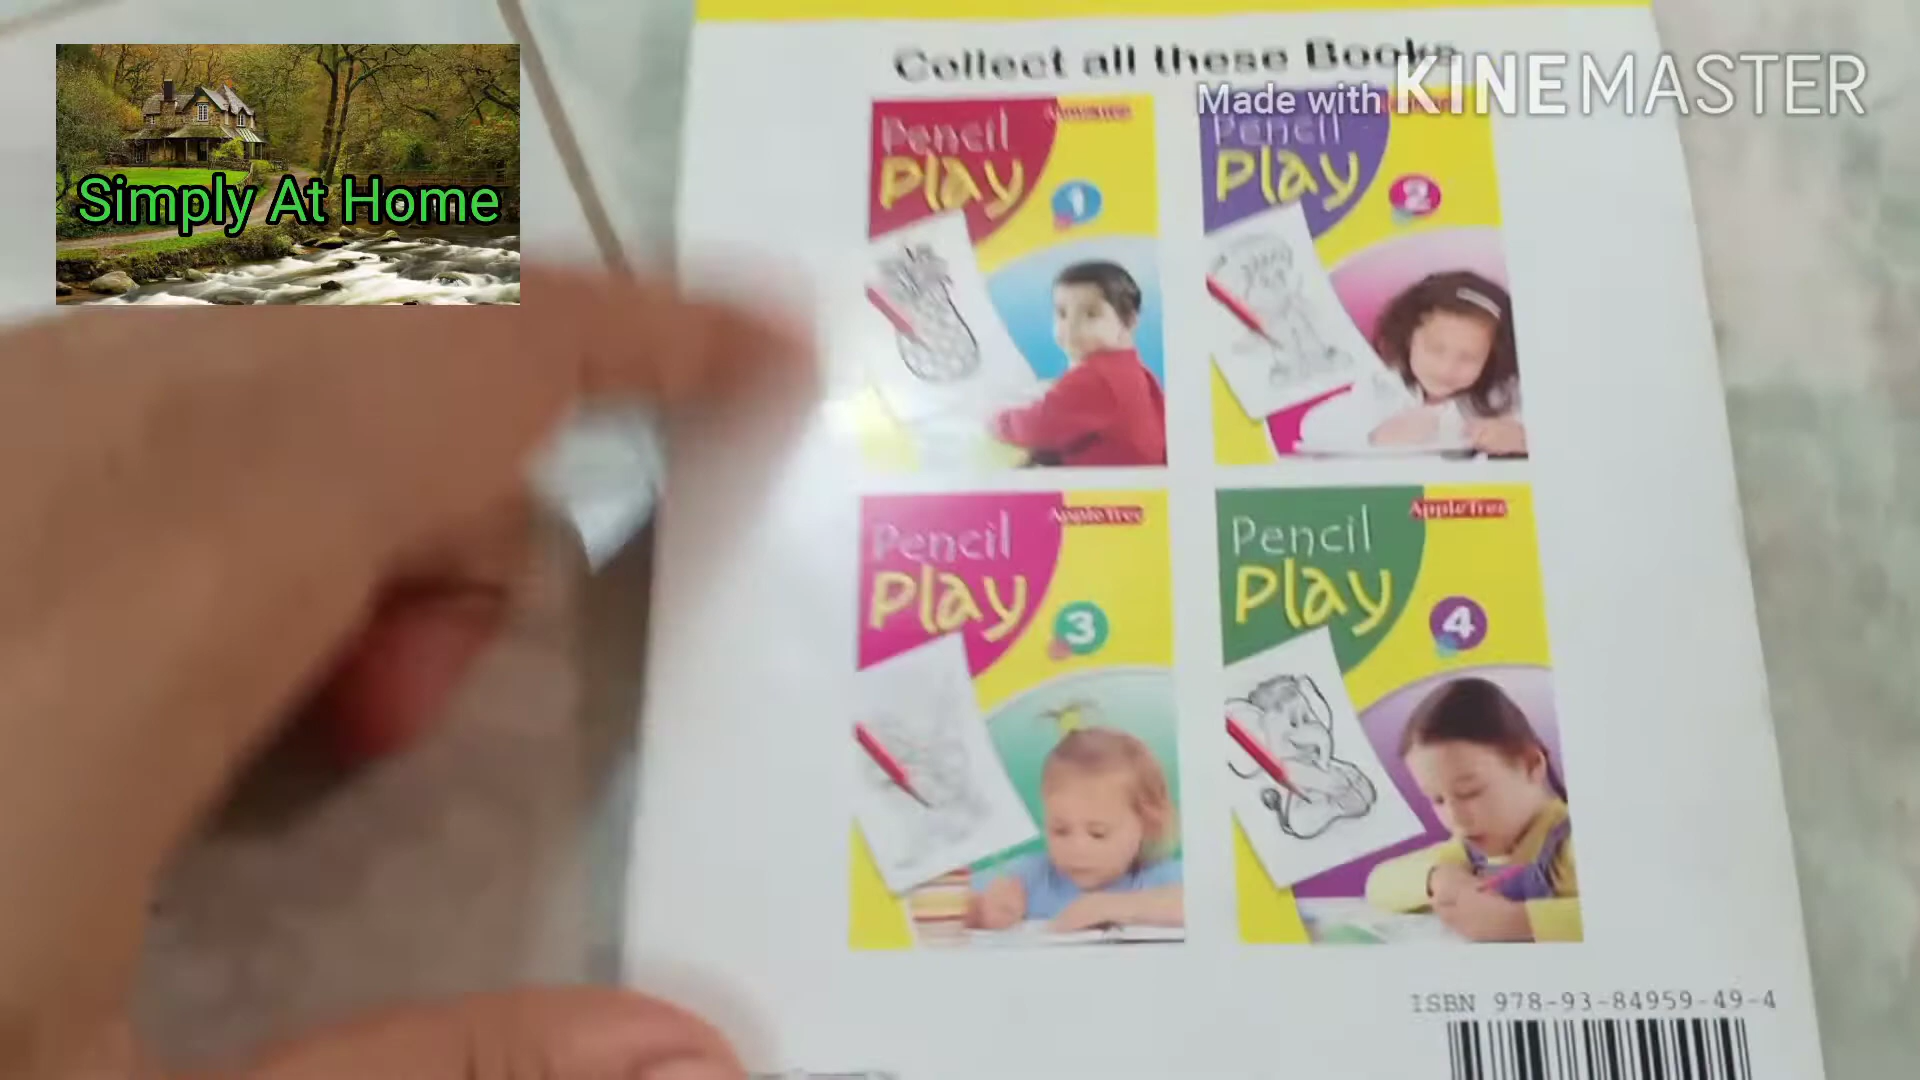 Simply At Home
Collect all these Books
Made with KINEMASTER
Pencil
Play
1
Pencil
Play
2
Pencil
Play
AppleTree
3
Pencil
Play
AppleTree
4
ISBN 978-93-84959-49-4